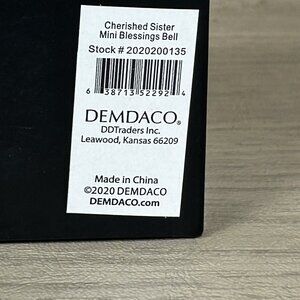 Cherished Sister
Mini Blessings Bell
Stock # 2020200135
6 38713 52292 4
DEMDACO®
DDTraders Inc.
Leawood, Kansas 66209
Made in China
©2020 DEMDACO
DEMDACO.com